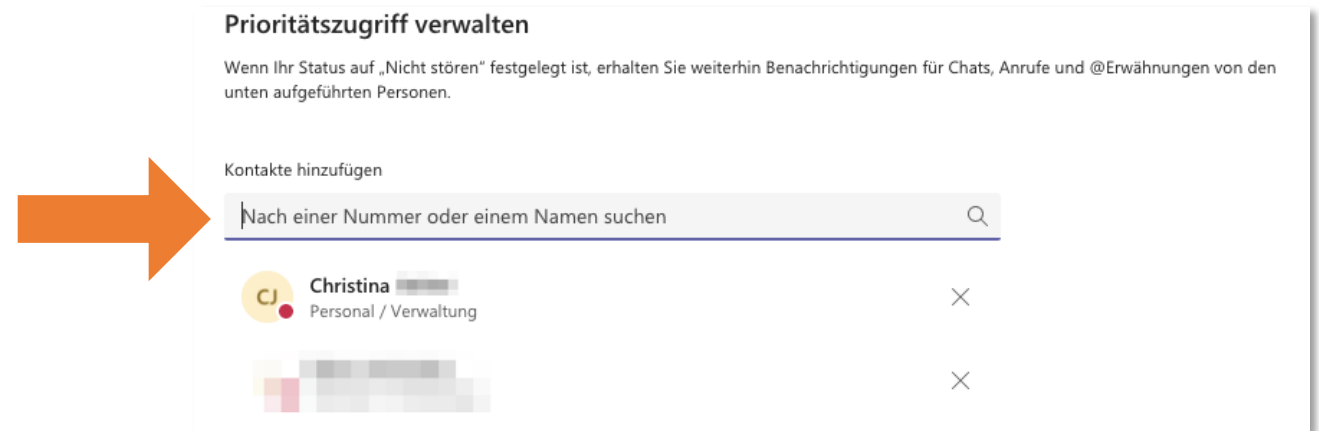 Prioritätszugriff verwalten
Wenn Ihr Status auf „Nicht stören“ festgelegt ist, erhalten Sie weiterhin Benachrichtigungen für Chats, Anrufe und @Erwähnungen von den
unten aufgeführten Personen.
Kontakte hinzufügen
Nach einer Nummer oder einem Namen suchen
CJ
Christina
Personal / Verwaltung